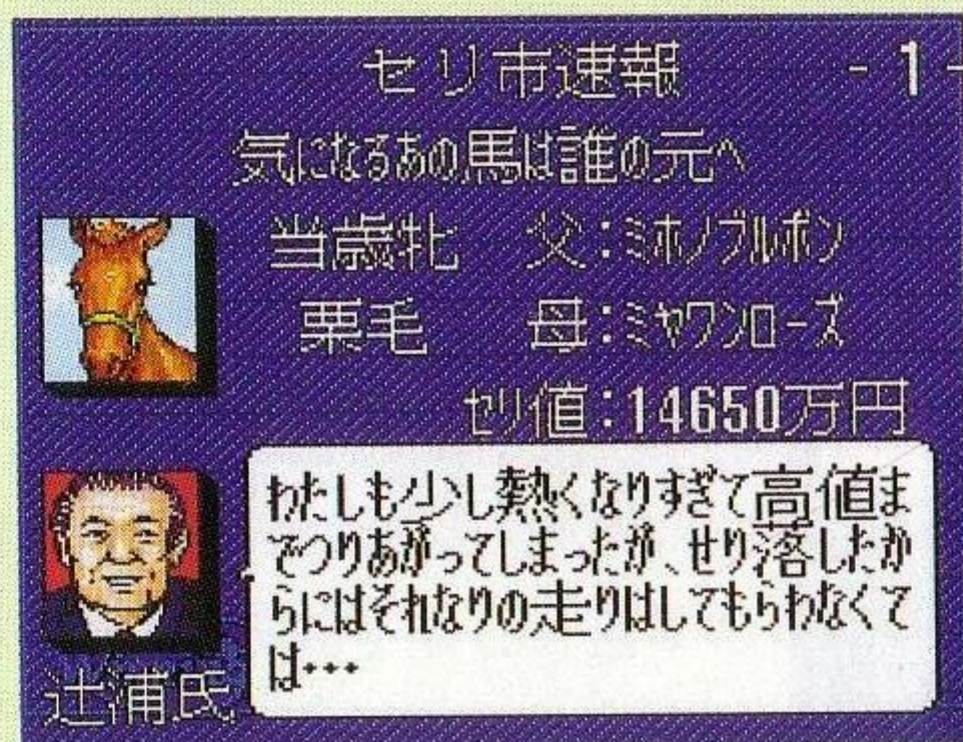 セリ市速報 -1-
気になるあの馬は誰の元へ
当歳牝 父:ミホノブルボン
栗毛 母:ミヤワンローズ
セリ値:14650万円
わたしも少し熱くなりすぎて高値ま
でつりあがってしまったが、せり落したか
らにはそれなりの走りはしてもらわなくて
は…
辻浦氏